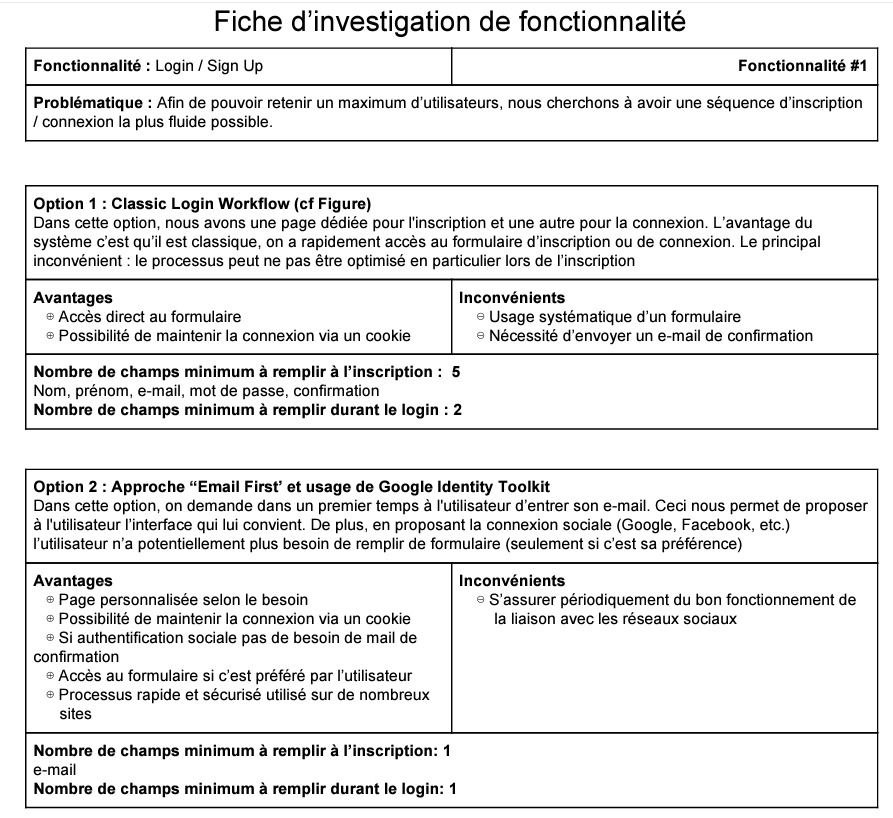 Fiche d’investigation de fonctionnalité
Fonctionnalité : Login / Sign Up
Fonctionnalité #1
Problématique : Afin de pouvoir retenir un maximum d’utilisateurs, nous cherchons à avoir une séquence d’inscription
/ connexion la plus fluide possible.
Option 1 : Classic Login Workflow (cf Figure)
Dans cette option, nous avons une page dédiée pour l'inscription et une autre pour la connexion. L’avantage du
système c’est qu’il est classique, on a rapidement accès au formulaire d’inscription ou de connexion. Le principal
inconvénient : le processus peut ne pas être optimisé en particulier lors de l’inscription
Avantages
⊕ Accès direct au formulaire
⊕ Possibilité de maintenir la connexion via un cookie
Inconvénients
⊖ Usage systématique d’un formulaire
⊖ Nécessité d’envoyer un e-mail de confirmation
Nombre de champs minimum à remplir à l’inscription : 5
Nom, prénom, e-mail, mot de passe, confirmation
Nombre de champs minimum à remplir durant le login : 2
Option 2 : Approche “Email First’ et usage de Google Identity Toolkit
Dans cette option, on demande dans un premier temps à l'utilisateur d’entrer son e-mail. Ceci nous permet de proposer
à l'utilisateur l’interface qui lui convient. De plus, en proposant la connexion sociale (Google, Facebook, etc.)
l’utilisateur n’a potentiellement plus besoin de remplir de formulaire (seulement si c’est sa préférence)
Avantages
⊕ Page personnalisée selon le besoin
⊕ Possibilité de maintenir la connexion via un cookie
⊕ Si authentification sociale pas de besoin de mail de
confirmation
⊕ Accès au formulaire si c’est préféré par l’utilisateur
⊕ Processus rapide et sécurisé utilisé sur de nombreux
sites
Inconvénients
⊖ S’assurer périodiquement du bon fonctionnement de
la liaison avec les réseaux sociaux
Nombre de champs minimum à remplir à l’inscription: 1
e-mail
Nombre de champs minimum à remplir durant le login: 1